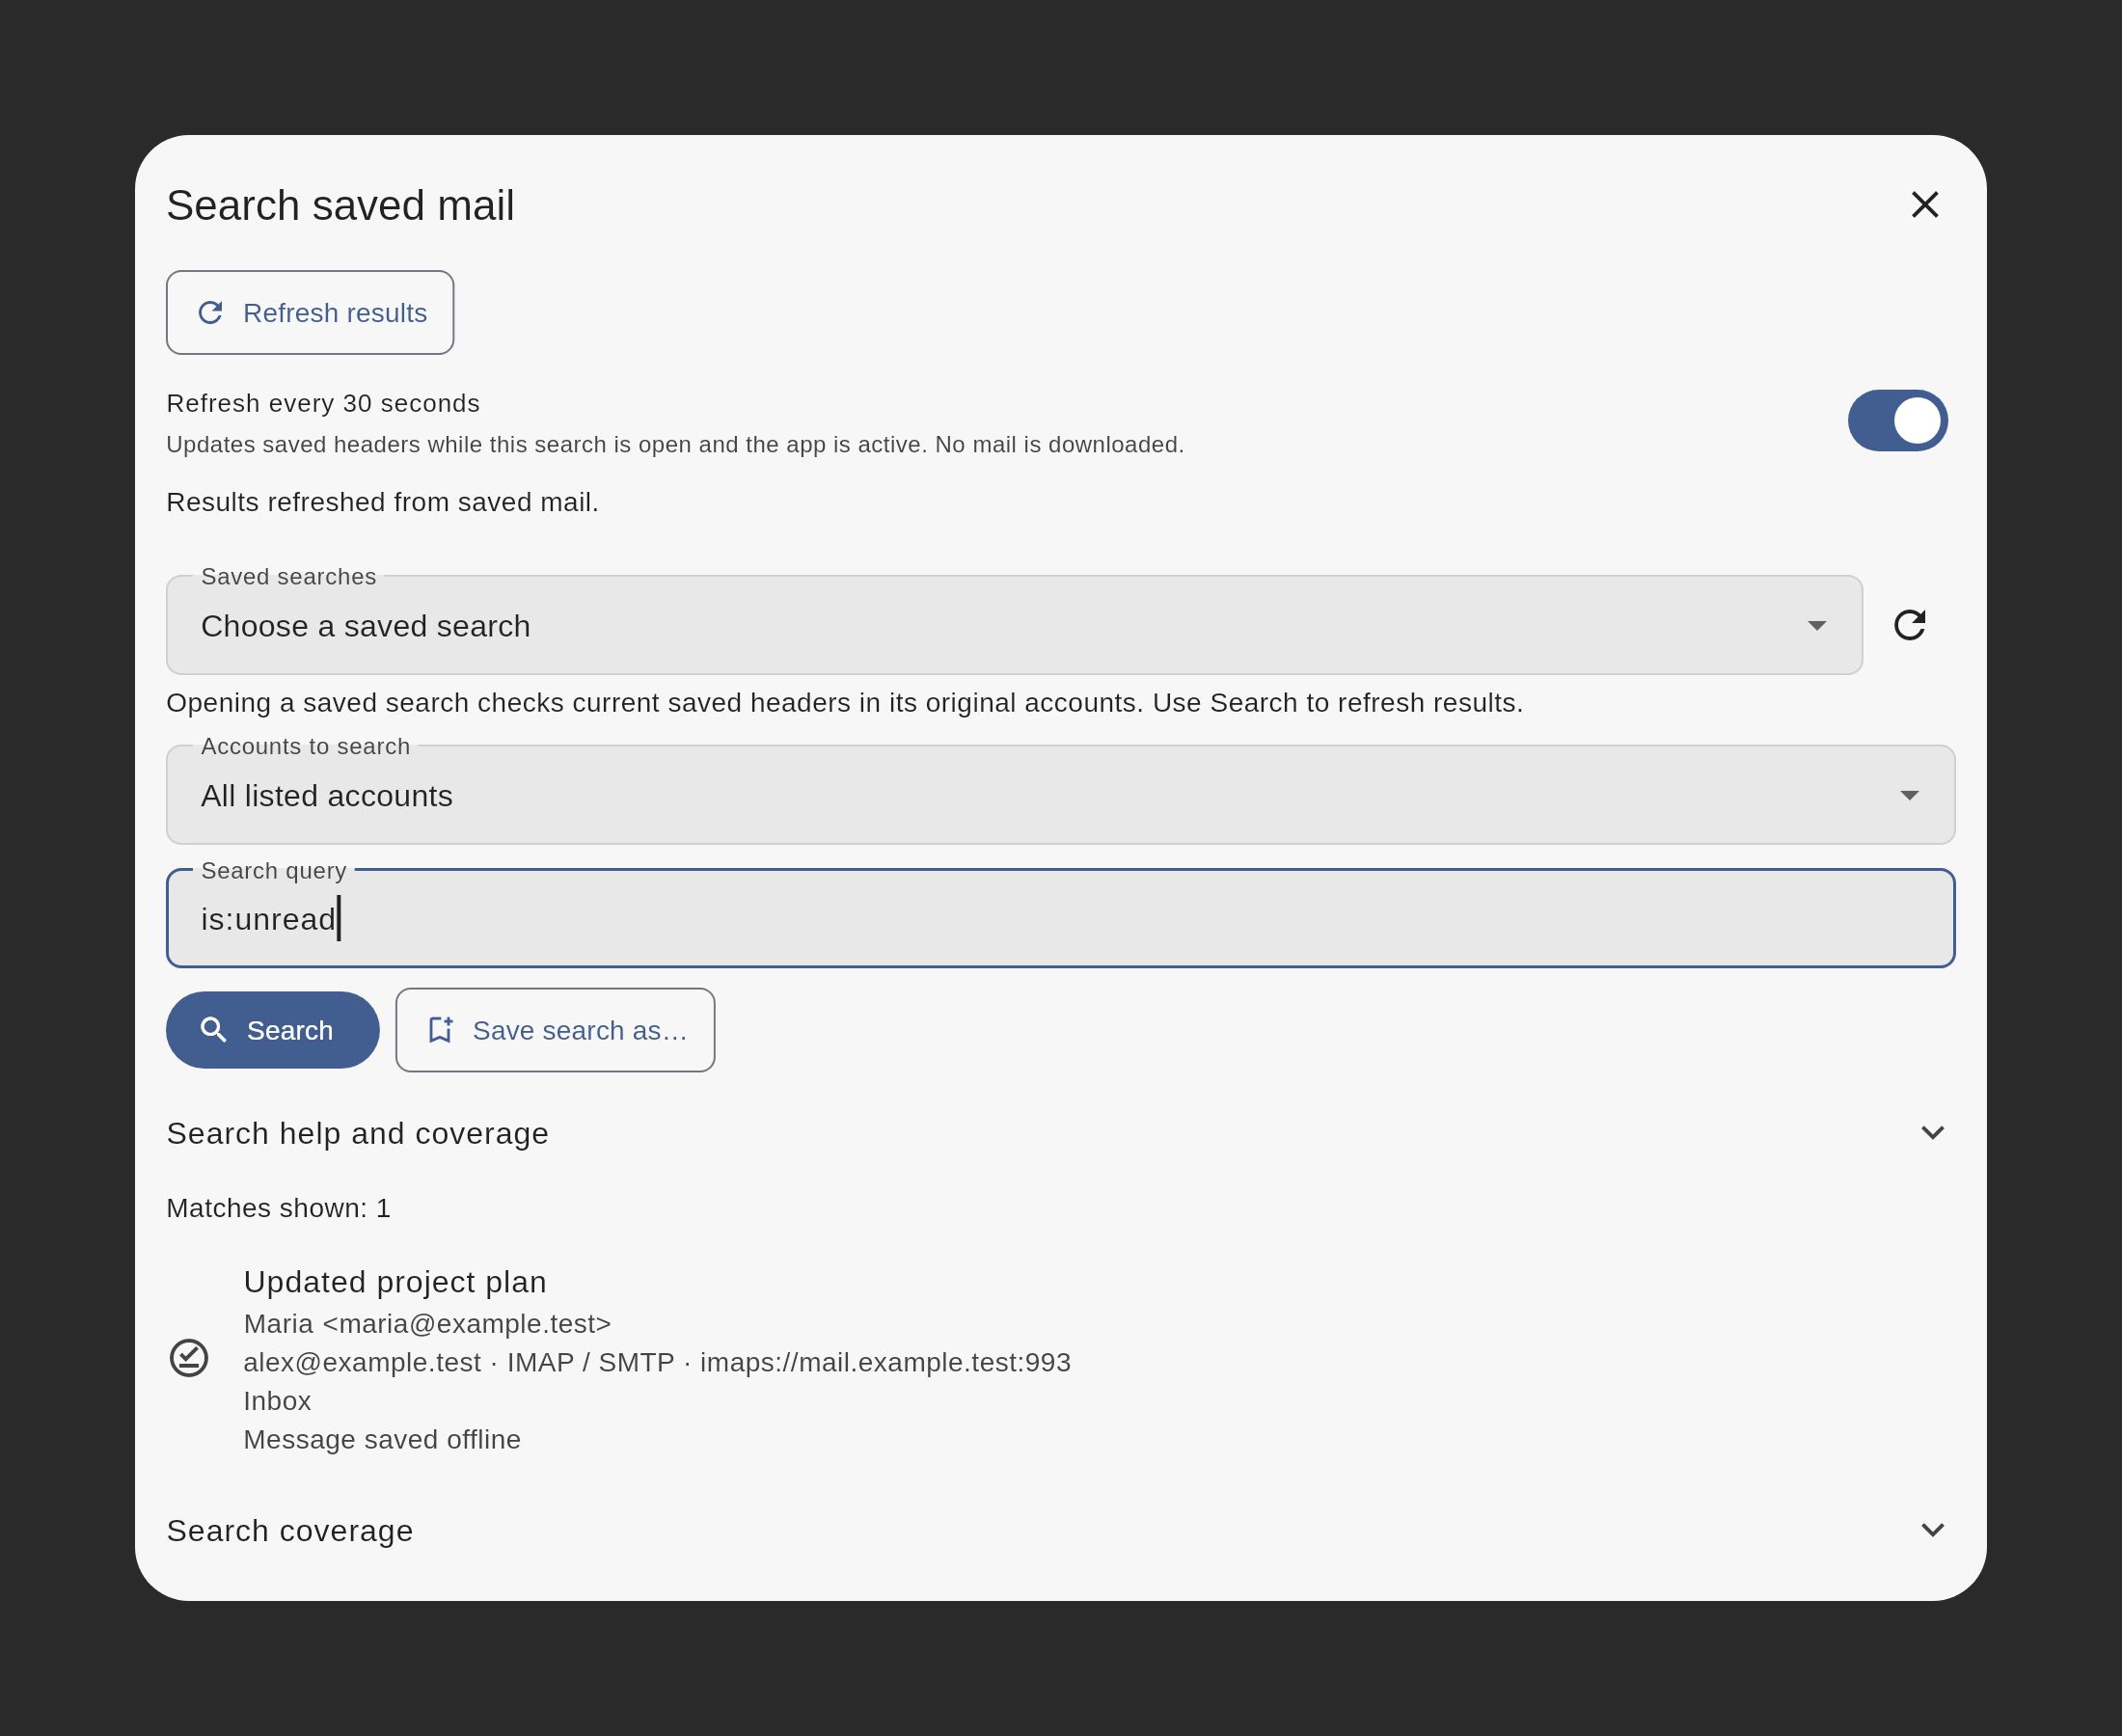 Search saved mail
Refresh results
Refresh every 30 seconds
Updates saved headers while this search is open and the app is active. No mail is downloaded.
Results refreshed from saved mail.
Saved searches
Choose a saved search
Opening a saved search checks current saved headers in its original accounts. Use Search to refresh results.
Accounts to search
All listed accounts
Search query
is:unread
Search
Save search as…
Search help and coverage
Matches shown: 1
Updated project plan
Maria <maria@example.test>
alex@example.test · IMAP / SMTP · imaps://mail.example.test:993
Inbox
Message saved offline
Search coverage